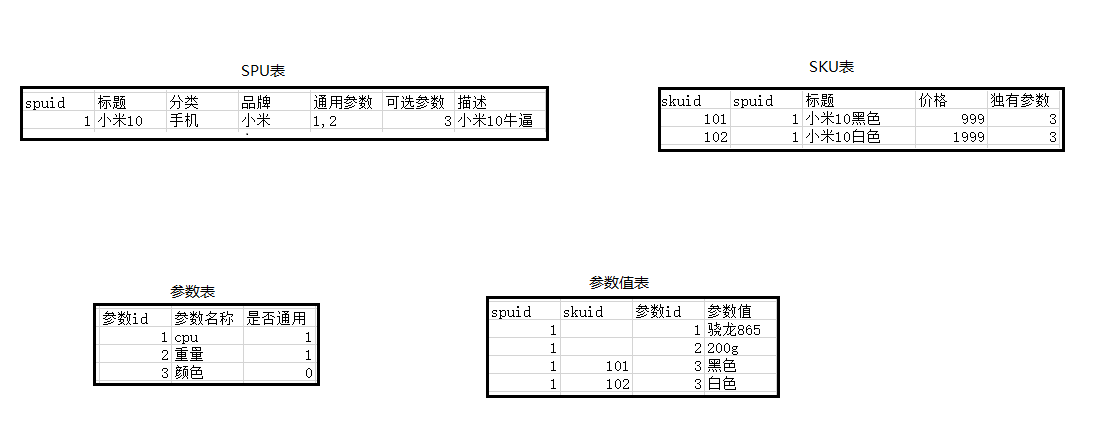 SPU表
spuid 标题 分类 品牌 通用参数 可选参数 描述
1 小米10 手机 小米 1,2 3 小米10牛逼
SKU表
skuid spuid 标题 价格 独有参数
101 1 小米10黑色 999 3
102 1 小米10白色 1999 3
参数表
参数id 参数名称 是否通用
1 cpu 1
2 重量 1
3 颜色 0
参数值表
spuid skuid 参数id 参数值
1 1 骁龙865
1 2 200g
1 101 3 黑色
1 102 3 白色